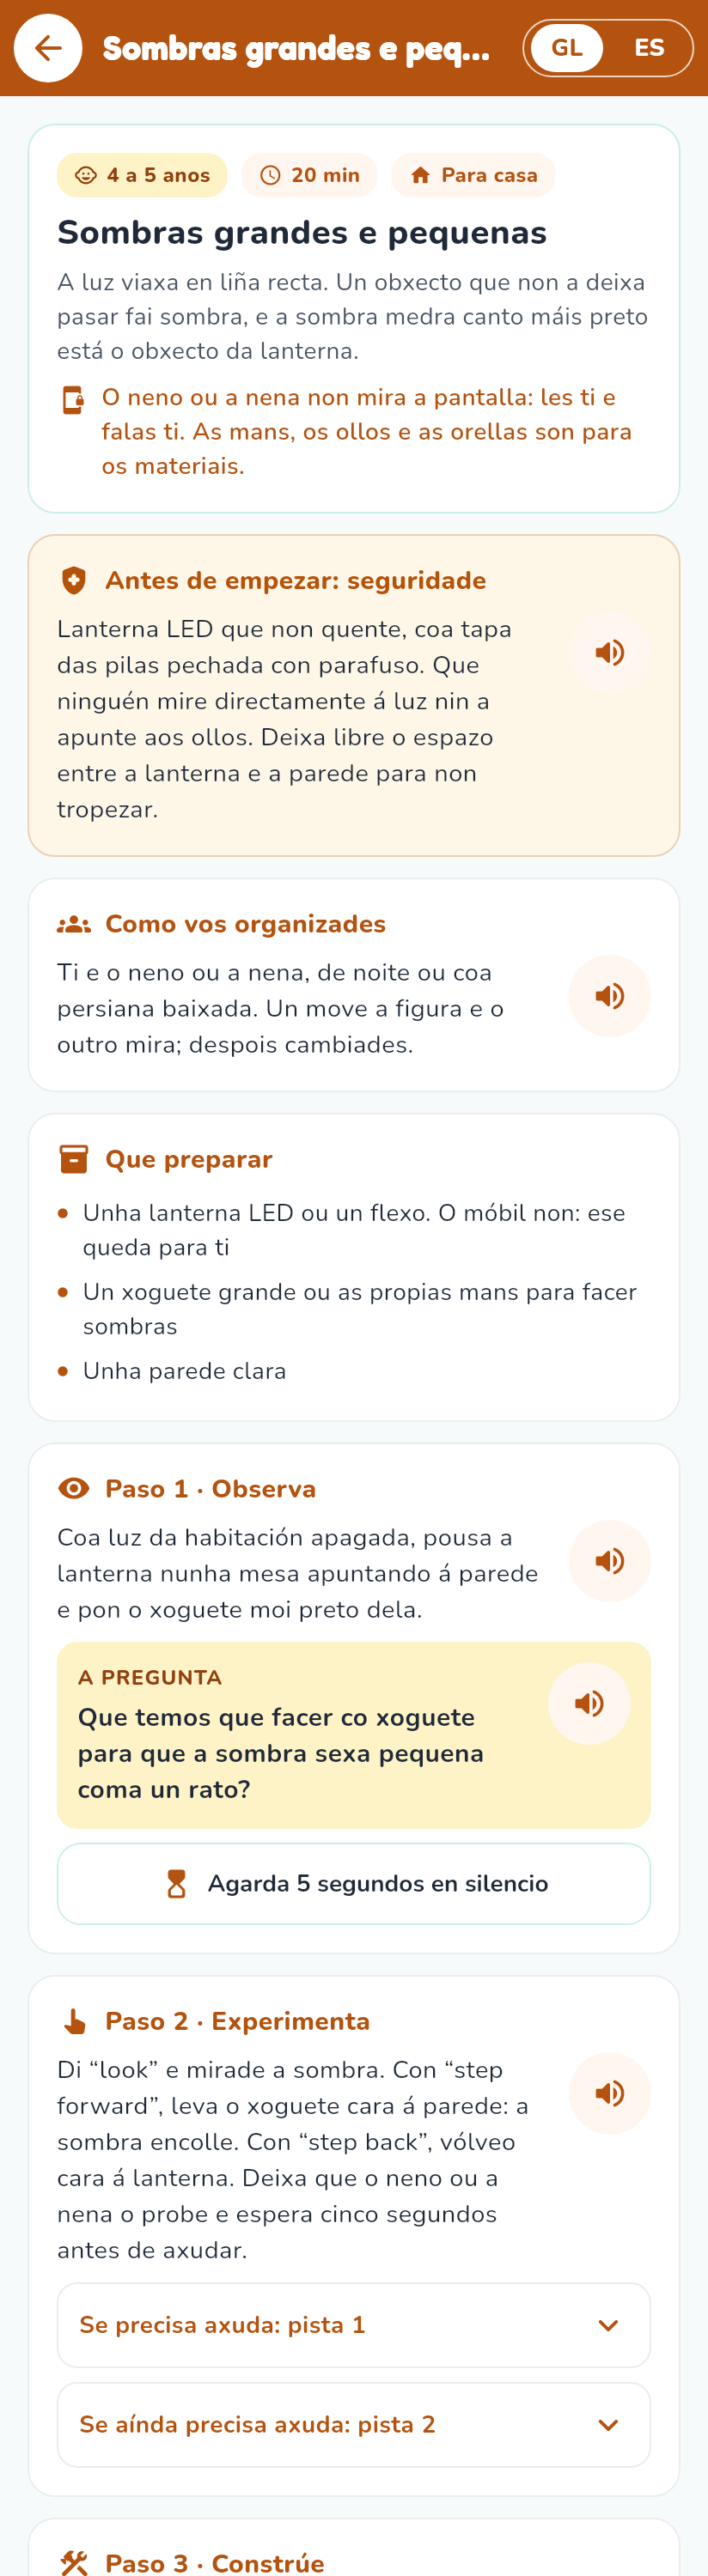 Sombras grandes e peq...
GL
ES
4 a 5 anos
20 min
Para casa
Sombras grandes e pequenas
A luz viaxa en liña recta. Un obxecto que non a deixa
pasar fai sombra, e a sombra medra canto máis preto
está o obxecto da lanterna.
O neno ou a nena non mira a pantalla: les ti e
falas ti. As mans, os ollos e as orellas son para
os materiais.
Antes de empezar: seguridade
Lanterna LED que non quente, coa tapa
das pilas pechada con parafuso. Que
ninguén mire directamente á luz nin a
apunte aos ollos. Deixa libre o espazo
entre a lanterna e a parede para non
tropezar.
Como vos organizades
Ti e o neno ou a nena, de noite ou coa
persiana baixada. Un move a figura e o
outro mira; despois cambiades.
Que preparar
Unha lanterna LED ou un flexo. O móbil non: ese
queda para ti
Un xoguete grande ou as propias mans para facer
sombras
Unha parede clara
Paso 1 · Observa
Coa luz da habitación apagada, pousa a
lanterna nunha mesa apuntando á parede
e pon o xoguete moi preto dela.
A PREGUNTA
Que temos que facer co xoguete
para que a sombra sexa pequena
coma un rato?
Agarda 5 segundos en silencio
Paso 2 · Experimenta
Di “look” e mirade a sombra. Con “step
forward”, leva o xoguete cara á parede: a
sombra encolle. Con “step back”, vólveo
cara á lanterna. Deixa que o neno ou a
nena o probe e espera cinco segundos
antes de axudar.
Se precisa axuda: pista 1
Se aínda precisa axuda: pista 2
Paso 3 · Constrúe